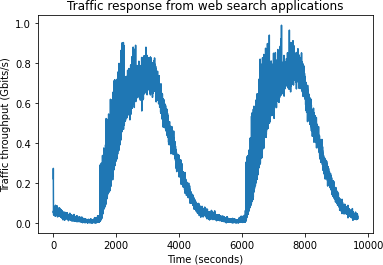 Traffic response from web search applications
Traffic throughput (Gbits/s)
1.0
0.8
0.6
0.4
0.2
0.0
0 2000 4000 6000 8000 10000
Time (seconds)